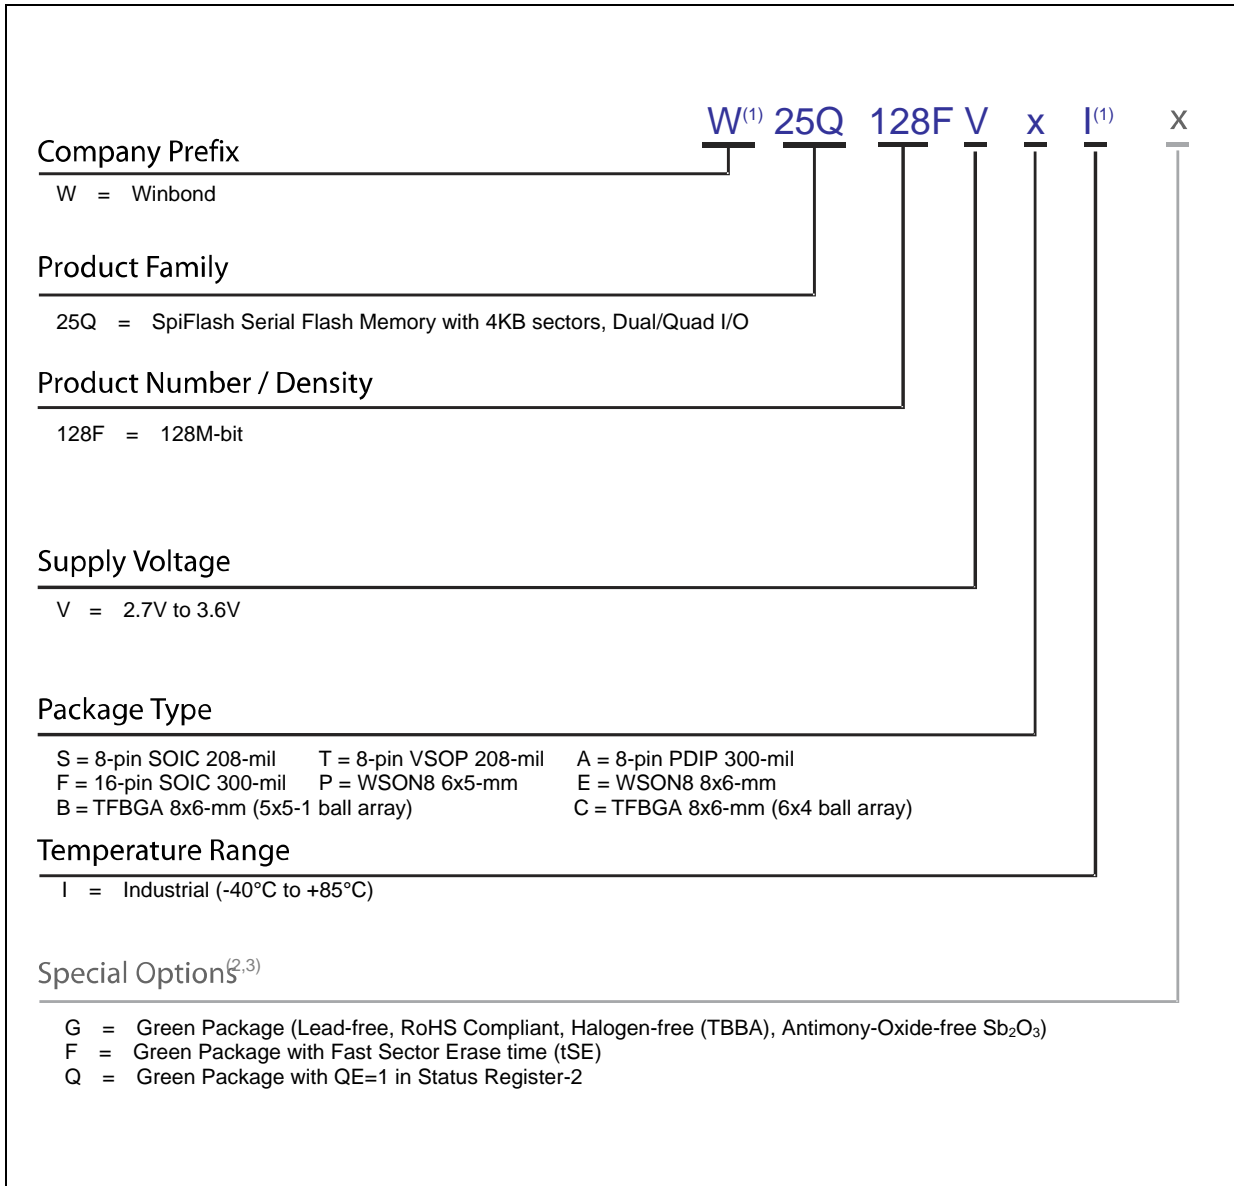 W(1) 25Q 128F V x I(1) x
Company Prefix
W = Winbond
Product Family
25Q = SpiFlash Serial Flash Memory with 4KB sectors, Dual/Quad I/O
Product Number / Density
128F = 128M-bit
Supply Voltage
V = 2.7V to 3.6V
Package Type
S = 8-pin SOIC 208-mil T = 8-pin VSOP 208-mil A = 8-pin PDIP 300-mil
F = 16-pin SOIC 300-mil P = WSON8 6x5-mm E = WSON8 8x6-mm
B = TFBGA 8x6-mm (5x5-1 ball array) C = TFBGA 8x6-mm (6x4 ball array)
Temperature Range
I = Industrial (-40°C to +85°C)
Special Options(2,3)
G = Green Package (Lead-free, RoHS Compliant, Halogen-free (TBBA), Antimony-Oxide-free Sb₂O₃)
F = Green Package with Fast Sector Erase time (tSE)
Q = Green Package with QE=1 in Status Register-2